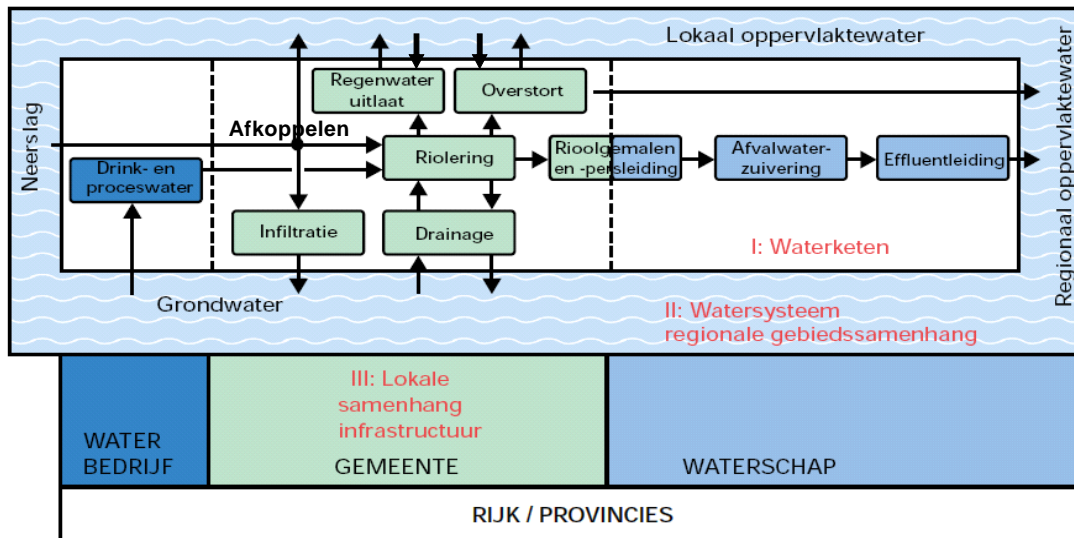 Lokaal oppervlaktewater
Regionaal oppervlaktewater
Neerslag
Regenwater
uitlaat
Overstort
Afkoppelen
Riolering
Rioolgemalen
en -persleiding
Afvalwater-
zuivering
Effluentleiding
Drink- en
proceswater
Infiltratie
Drainage
I: Waterketen
Grondwater
II: Watersysteem
regionale gebiedssamenhang
III: Lokale
samenhang
infrastructuur
WATER
BEDRIJF
GEMEENTE
WATERSCHAP
RIJK / PROVINCIES